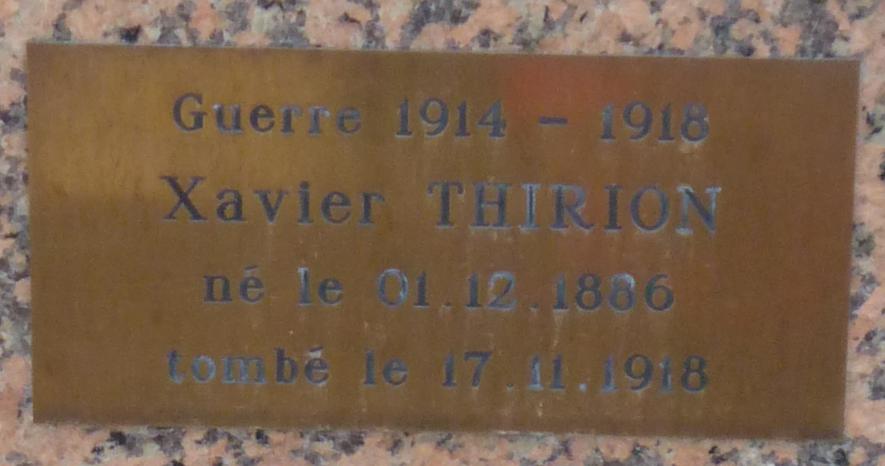 Guerre 1914 - 1918
Xavier THIRION
né le 01.12.1886
tombé le 17.11.1918